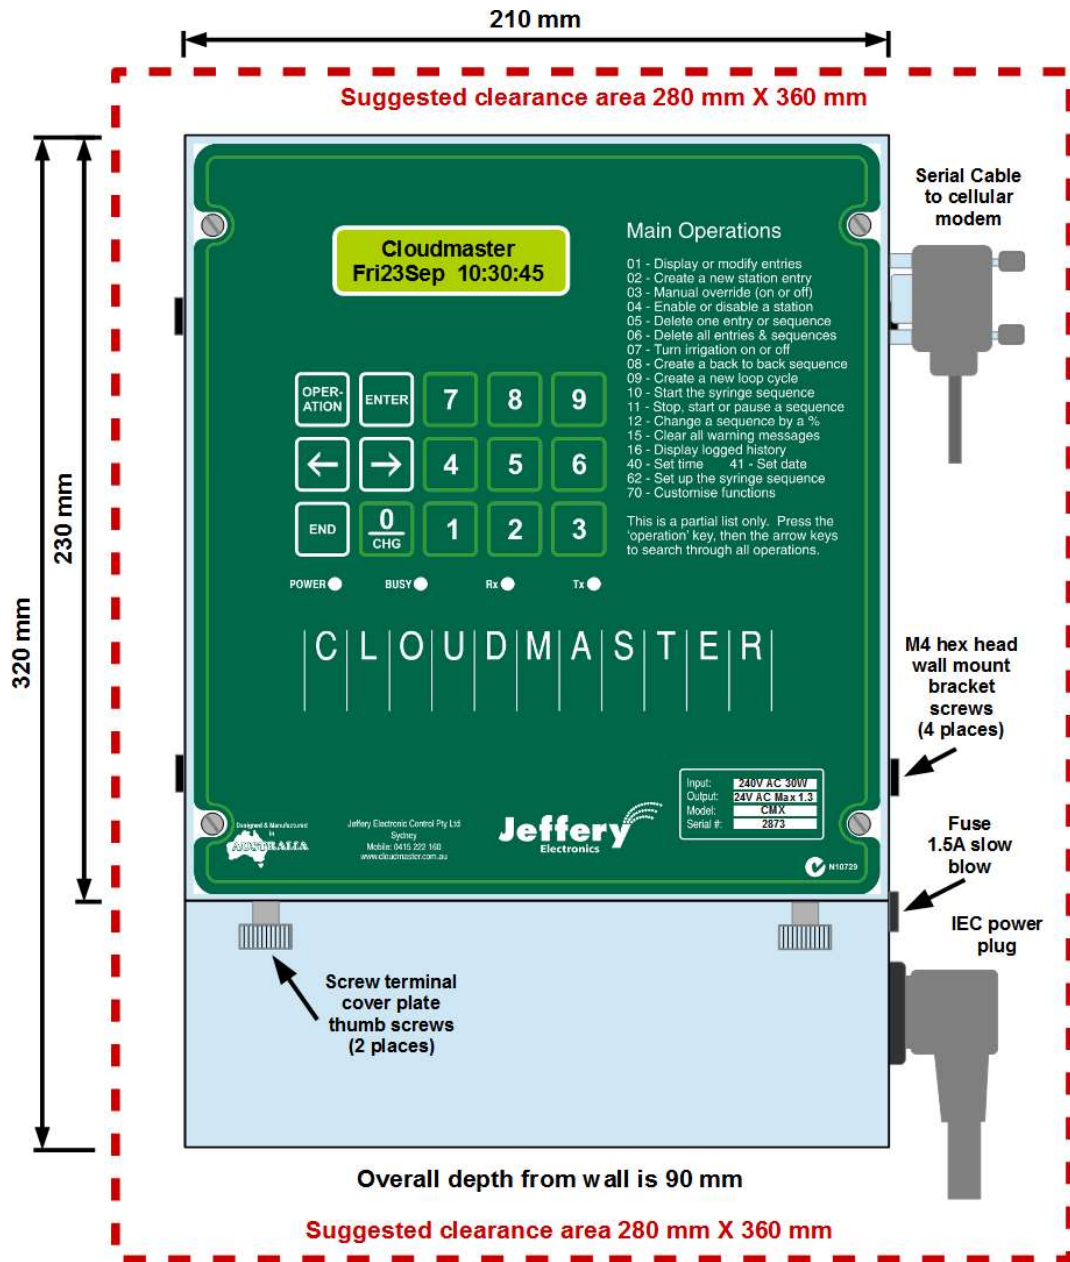 210 mm
Suggested clearance area 280 mm X 360 mm
Serial Cable
to cellular
modem
Cloudmaster
Fri23Sep 10:30:45
Main Operations
01 - Display or modify entries
02 - Create a new station entry
03 - Manual override (on or off)
04 - Enable or disable a station
05 - Delete one entry or sequence
06 - Delete all entries & sequences
07 - Turn irrigation on or off
08 - Create a back to back sequence
09 - Create a new loop cycle
10 - Start the syringe sequence
11 - Stop, start or pause a sequence
12 - Change a sequence by a %
15 - Clear all warning messages
16 - Display logged history
40 - Set time 41 - Set date
62 - Set up the syringe sequence
70 - Customise functions
This is a partial list only. Press the
'operation' key, then the arrow keys
to search through all operations.
OPER-
ATION
ENTER
7
8
9
←
→
4
5
6
END
0
CHG
1
2
3
POWER
BUSY
Rx
Tx
230 mm
320 mm
CLOUDMASTER
M4 hex head
wall mount
bracket
screws
(4 places)
Input: 240V AC 30W
Output: 24V AC Max 1.3
Model: CMX
Serial #: 2873
Designed & Manufactured
in
AUSTRALIA
Jeffery Electronic Control Pty Ltd
Sydney
Mobile: 0415 222 160
www.cloudmaster.com.au
Jeffery
Electronics
N10729
Fuse
1.5A slow
blow
IEC power
plug
Screw terminal
cover plate
thumb screws
(2 places)
Overall depth from wall is 90 mm
Suggested clearance area 280 mm X 360 mm